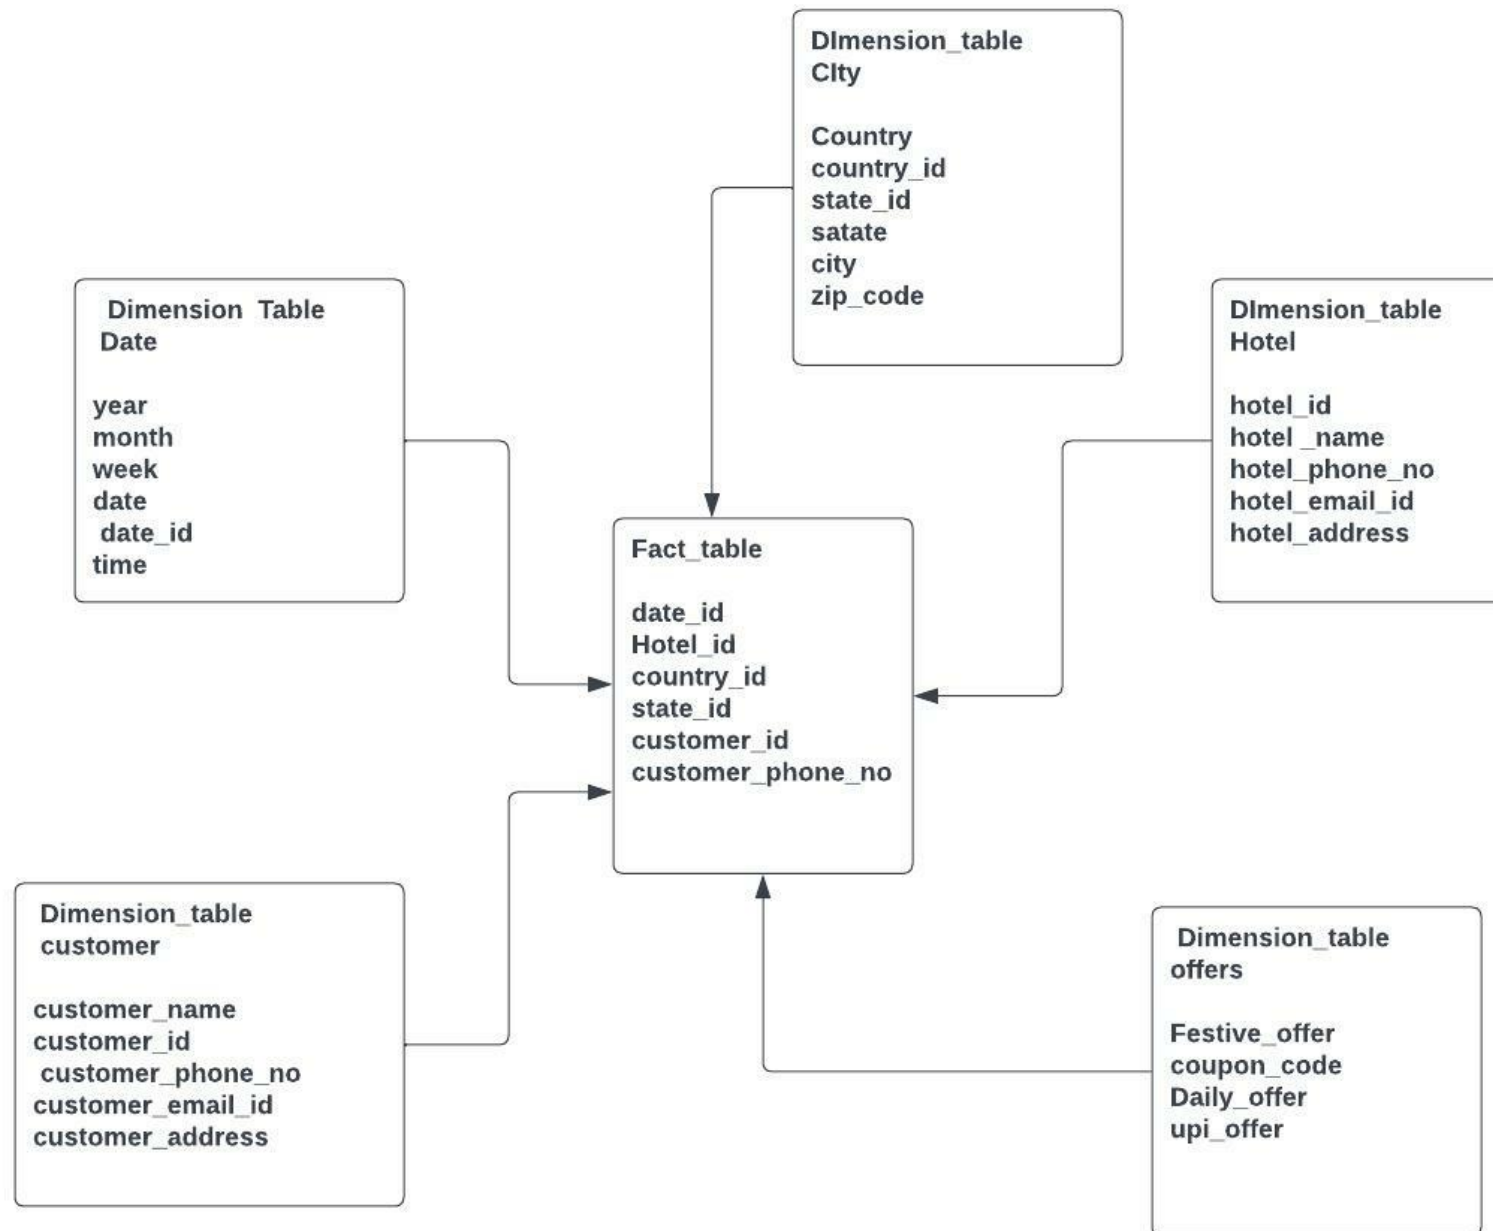 DImension_table
CIty
Country
country_id
state_id
satate
city
zip_code
Dimension Table
Date
year
month
week
date
date_id
time
DImension_table
Hotel
hotel_id
hotel _name
hotel_phone_no
hotel_email_id
hotel_address
Fact_table
date_id
Hotel_id
country_id
state_id
customer_id
customer_phone_no
Dimension_table
customer
customer_name
customer_id
customer_phone_no
customer_email_id
customer_address
Dimension_table
offers
Festive_offer
coupon_code
Daily_offer
upi_offer